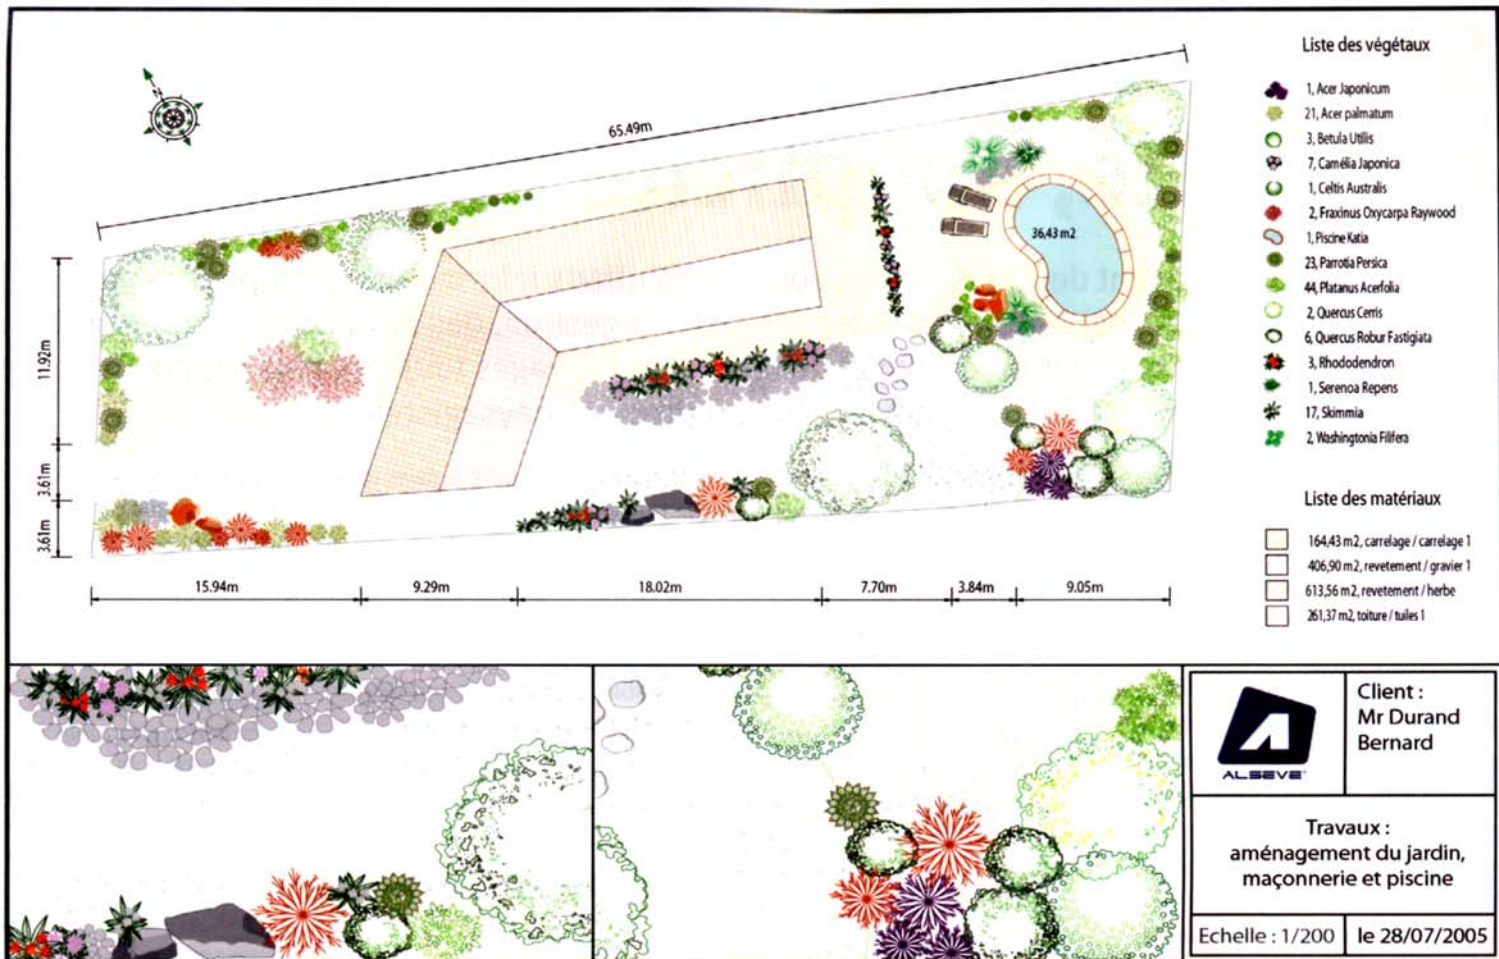 N
65.49m
36,43 m2
11.92m
3.61m
3.61m
15.94m
9.29m
18.02m
7.70m
3.84m
9.05m
Liste des végétaux
1, Acer Japonicum
21, Acer palmatum
3, Betula Utilis
7, Camélia Japonica
1, Celtis Australis
2, Fraxinus Oxycarpa Raywood
1, Piscine Katia
23, Parrotia Persica
44, Platanus Acerfolia
2, Quercus Cerris
6, Quercus Robur Fastigiata
3, Rhododendron
1, Serenoa Repens
17, Skimmia
2, Washingtonia Filifera
Liste des matériaux
164,43 m2, carrelage / carrelage 1
406,90 m2, revetement / gravier 1
613,56 m2, revetement / herbe
261,37 m2, toiture / tuiles 1
ALSEVE
Client :
Mr Durand
Bernard
Travaux :
aménagement du jardin,
maçonnerie et piscine
Echelle : 1/200
le 28/07/2005